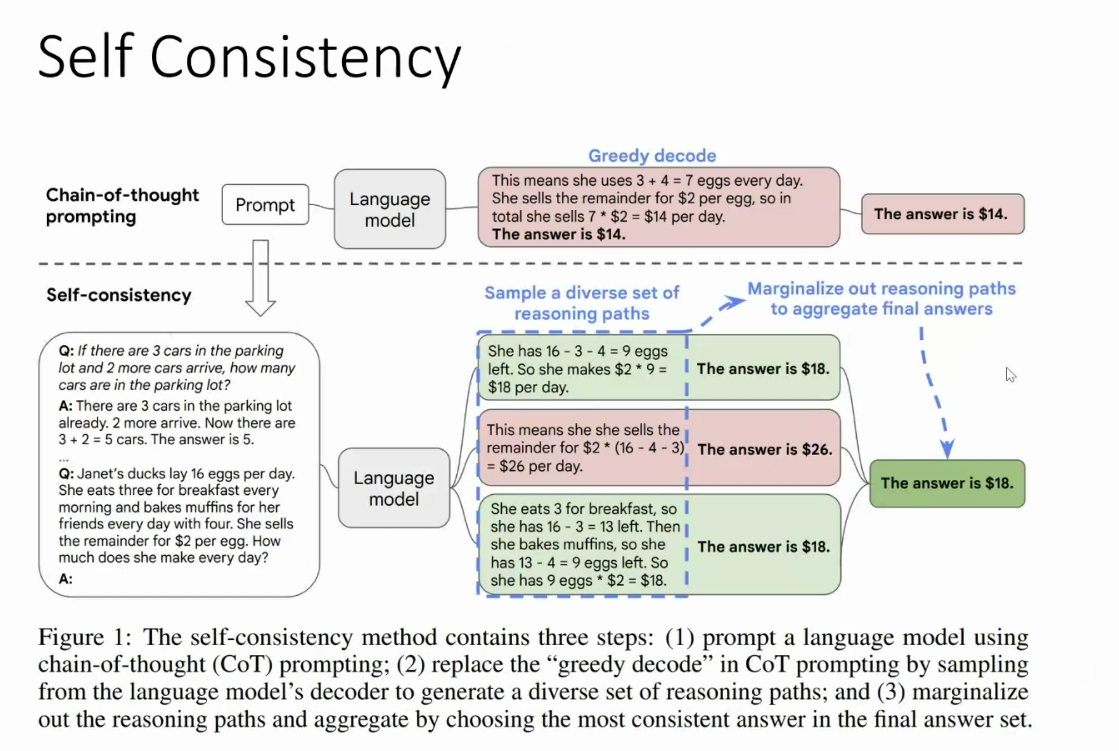 Self Consistency
Greedy decode
Chain-of-thought
prompting
Prompt
Language
model
This means she uses 3 + 4 = 7 eggs every day.
She sells the remainder for $2 per egg, so in
total she sells 7 * $2 = $14 per day.
The answer is $14.
The answer is $14.
Self-consistency
Sample a diverse set of
reasoning paths
Marginalize out reasoning paths
to aggregate final answers
Q: If there are 3 cars in the parking
lot and 2 more cars arrive, how many
cars are in the parking lot?
A: There are 3 cars in the parking lot
already. 2 more arrive. Now there are
3 + 2 = 5 cars. The answer is 5.
...
Q: Janet's ducks lay 16 eggs per day.
She eats three for breakfast every
morning and bakes muffins for her
friends every day with four. She sells
the remainder for $2 per egg. How
much does she make every day?
A:
Language
model
She has 16 - 3 - 4 = 9 eggs
left. So she makes $2 * 9 =
$18 per day.
The answer is $18.
This means she she sells the
remainder for $2 * (16 - 4 - 3)
= $26 per day.
The answer is $26.
She eats 3 for breakfast, so
she has 16 - 3 = 13 left. Then
she bakes muffins, so she
has 13 - 4 = 9 eggs left. So
she has 9 eggs * $2 = $18.
The answer is $18.
The answer is $18.
Figure 1: The self-consistency method contains three steps: (1) prompt a language model using
chain-of-thought (CoT) prompting; (2) replace the “greedy decode” in CoT prompting by sampling
from the language model’s decoder to generate a diverse set of reasoning paths; and (3) marginalize
out the reasoning paths and aggregate by choosing the most consistent answer in the final answer set.